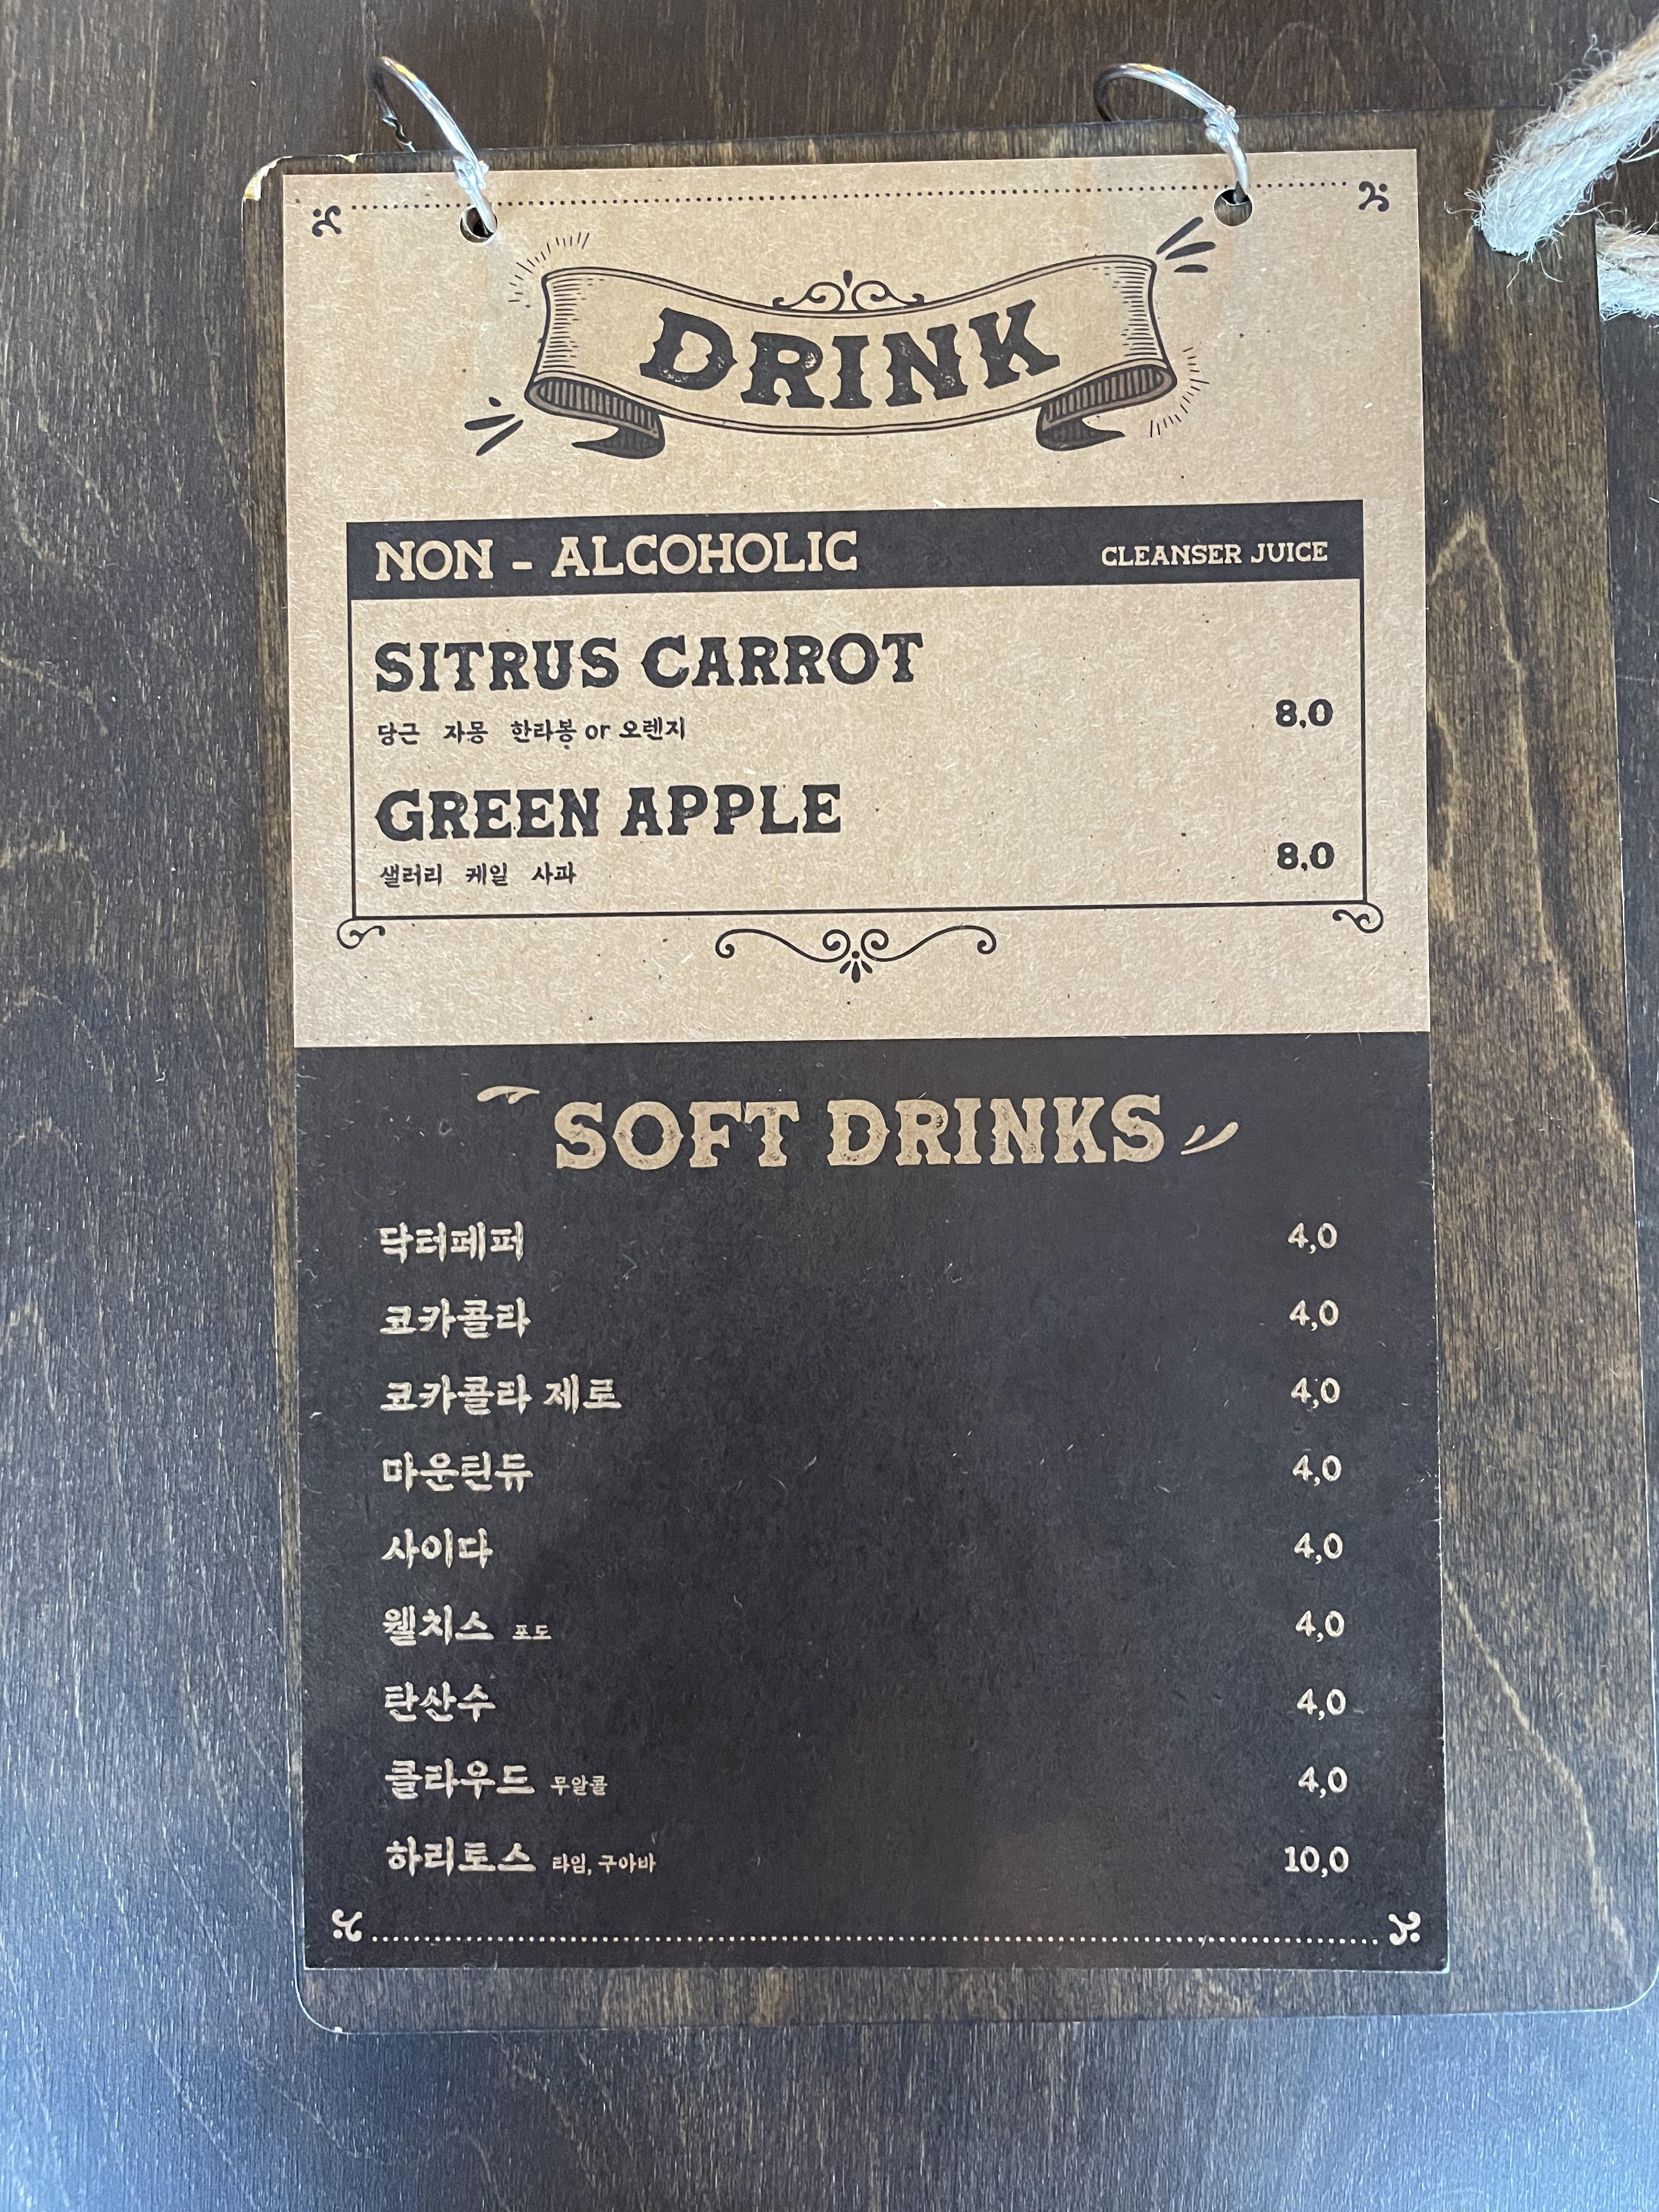 DRINK
NON - ALCOHOLIC CLEANSER JUICE
SITRUS CARROT
당근 자몽 한라봉 or 오렌지 8,0
GREEN APPLE
샐러리 케일 사과 8,0
SOFT DRINKS
닥터페퍼 4,0
코카콜라 4,0
코카콜라 제로 4,0
마운틴듀 4,0
사이다 4,0
웰치스 포도 4,0
탄산수 4,0
클라우드 무알콜 4,0
하리토스 라임, 구아바 10,0